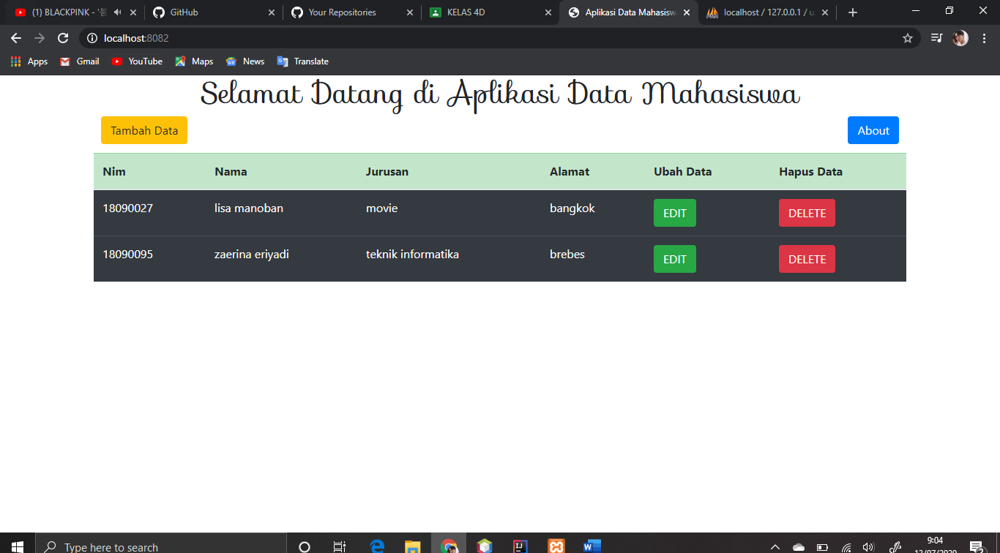 (1) BLACKPINK - '
GitHub
Your Repositories
KELAS 4D
Aplikasi Data Mahasisw
localhost / 127.0.0.1 / u
localhost:8082
Apps
Gmail
YouTube
Maps
News
Translate
Selamat Datang di Aplikasi Data Mahasiswa
Tambah Data
About
Nim Nama Jurusan Alamat Ubah Data Hapus Data
18090027 lisa manoban movie bangkok EDIT DELETE
18090095 zaerina eriyadi teknik informatika brebes EDIT DELETE
Type here to search
9:04
13/07/2020